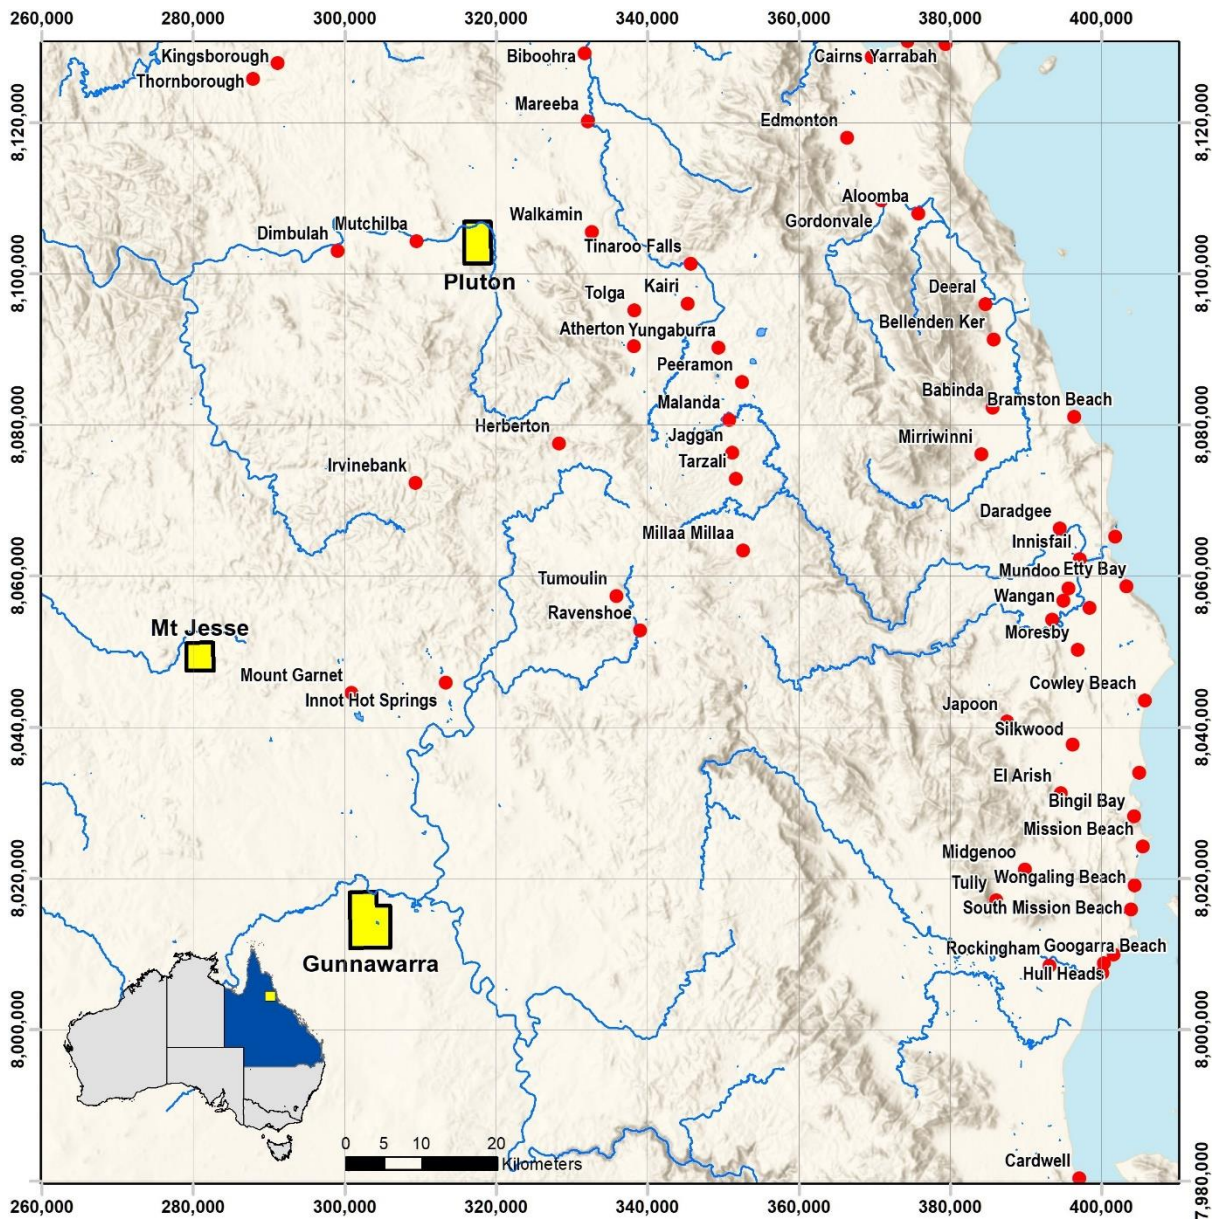 260,000 280,000 300,000 320,000 340,000 360,000 380,000 400,000
Kingsborough
Biboohra
Cairns Yarrabah
Thornborough
Mareeba
8,120,000
Edmonton
8,120,000
Aloomba
Walkamin
Gordonvale
Mutchilba
Dimbulah
Tinaroo Falls
8,100,000
Pluton
Kairi
Deeral
8,100,000
Tolga
Bellenden Ker
Atherton Yungaburra
Peeramon
Babinda
Bramston Beach
Malanda
8,080,000
Herberton
Jaggan
Mirriwinni
8,080,000
Irvinebank
Tarzali
Daradgee
Millaa Millaa
Innisfail
8,060,000
Tumoulin
Mundoo Etty Bay
8,060,000
Wangan
Ravenshoe
Mt Jesse
Moresby
Mount Garnet
Cowley Beach
Innot Hot Springs
Japoon
8,040,000
Silkwood
8,040,000
El Arish
Bingil Bay
Mission Beach
Midgenoo
8,020,000
Tully
Wongaling Beach
8,020,000
South Mission Beach
Gunnawarra
Rockingham Googarra Beach
Hull Heads
8,000,000
8,000,000
0 5 10 20
Kilometers
Cardwell
7,980,000
7,980,000
260,000 280,000 300,000 320,000 340,000 360,000 380,000 400,000